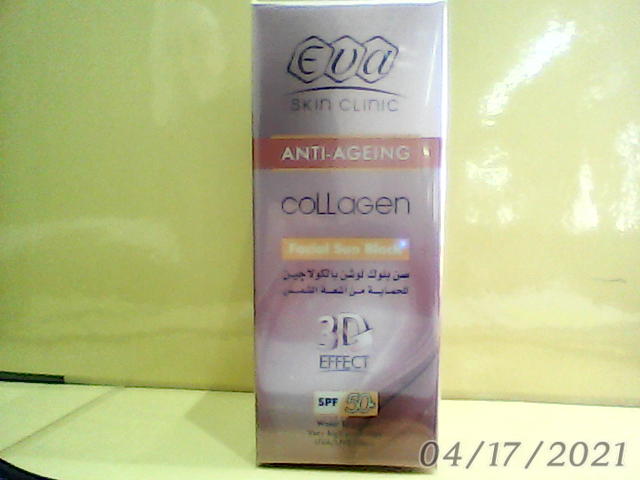 Eva
SKIN CLINIC
ANTI-AGEING
coLLagen
Facial Sun Block
صن بلوك لوشن بالكولاجين
للحماية من أشعة الشمس
3D
EFFECT
SPF 50+
04/17/2021